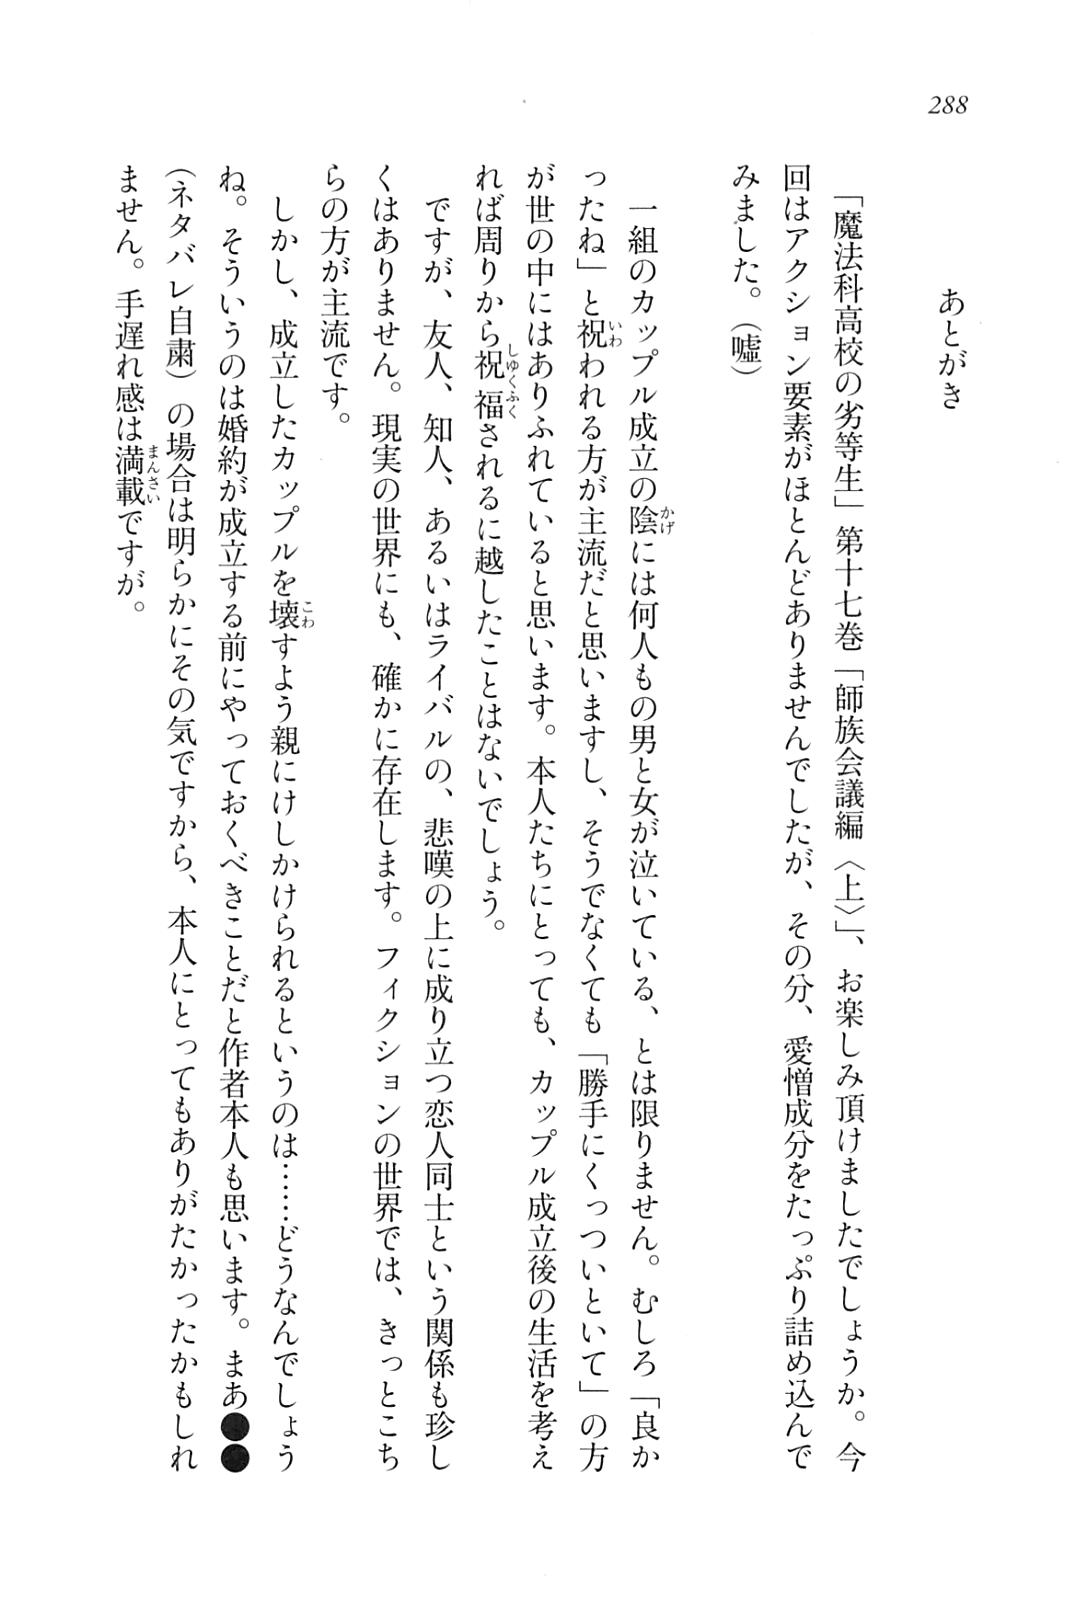 288
あとがき
「魔法科高校の劣等生」第十七巻「師族会議編〈上〉」、お楽しみ頂けましたでしょうか。今
回はアクション要素がほとんどありませんでしたが、その分、愛憎成分をたっぷり詰め込んで
みました。（嘘）
一組のカップル成立の陰には何人もの男と女が泣いている、とは限りません。むしろ「良か
ったね」と祝われる方が主流だと思いますし、そうでなくても「勝手にくっついといて」の方
が世の中にはありふれていると思います。本人たちにとっても、カップル成立後の生活を考え
れば周りから祝福されるに越したことはないでしょう。
ですが、友人、知人、あるいはライバルの、悲嘆の上に成り立つ恋人同士という関係も珍し
くはありません。現実の世界にも、確かに存在します。フィクションの世界では、きっとこち
らの方が主流です。
しかし、成立したカップルを壊すよう親にけしかけられるというのは……どうなんでしょう
ね。そういうのは婚約が成立する前にやっておくべきことだと作者本人も思います。まあ●●
（ネタバレ自粛）の場合は明らかにその気ですから、本人にとってもありがたかったかもしれ
ません。手遅れ感は満載ですが。